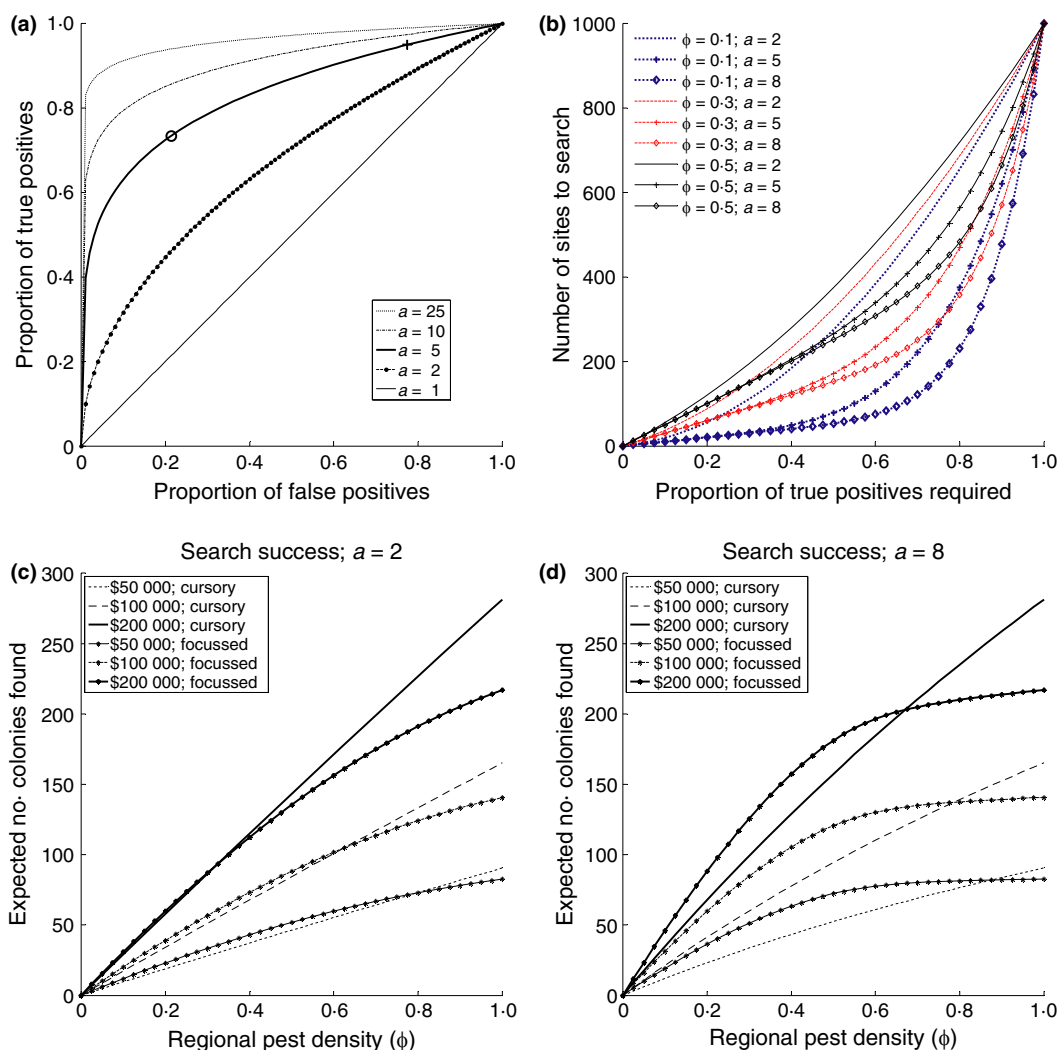 (a)
1·0
0·8
0·6
0·4
0·2
0
0
0·2
0·4
0·6
0·8
1·0
Proportion of true positives
Proportion of false positives
a = 25
a = 10
a = 5
a = 2
a = 1
(b)
1000
800
600
400
200
0
0
0·2
0·4
0·6
0·8
1·0
Number of sites to search
Proportion of true positives required
ϕ = 0·1; a = 2
ϕ = 0·1; a = 5
ϕ = 0·1; a = 8
ϕ = 0·3; a = 2
ϕ = 0·3; a = 5
ϕ = 0·3; a = 8
ϕ = 0·5; a = 2
ϕ = 0·5; a = 5
ϕ = 0·5; a = 8
Search success; a = 2
(c)
300
250
200
150
100
50
0
0
0·2
0·4
0·6
0·8
1·0
Expected no· colonies found
Regional pest density (ϕ)
$50 000; cursory
$100 000; cursory
$200 000; cursory
$50 000; focussed
$100 000; focussed
$200 000; focussed
Search success; a = 8
(d)
300
250
200
150
100
50
0
0
0·2
0·4
0·6
0·8
1·0
Expected no· colonies found
Regional pest density (ϕ)
$50 000; cursory
$100 000; cursory
$200 000; cursory
$50 000; focussed
$100 000; focussed
$200 000; focussed